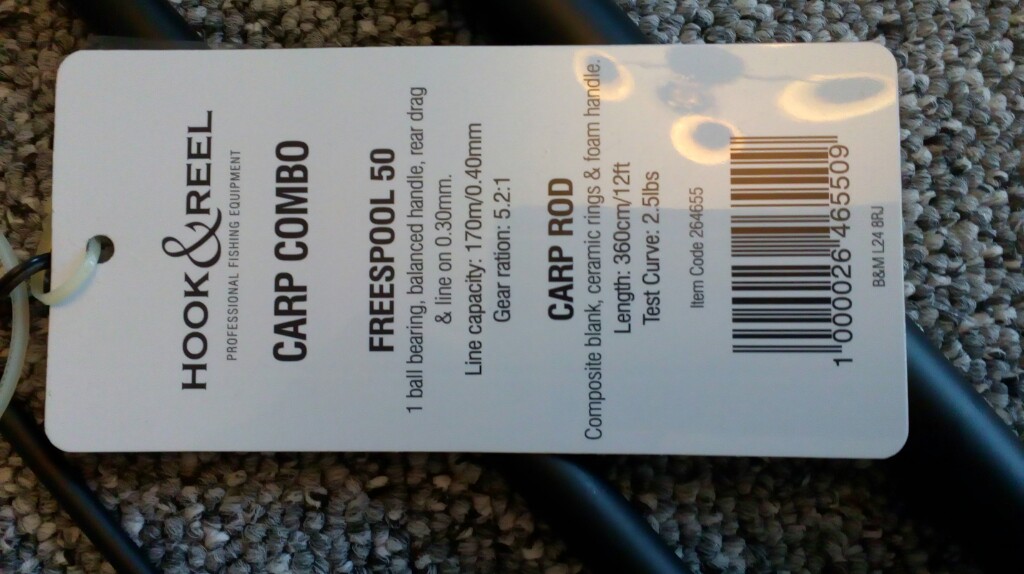 HOOK&REEL
PROFESSIONAL FISHING EQUIPMENT
CARP COMBO
FREESPOOL 50
1 ball bearing, balanced handle, rear drag
& line on 0.30mm.
Line capacity: 170m/0.40mm
Gear ration: 5.2:1
CARP ROD
Composite blank, ceramic rings & foam handle.
Length: 360cm/12ft
Test Curve: 2.5lbs
Item Code 264655
1 000026 465509
B&M L24 8RJ